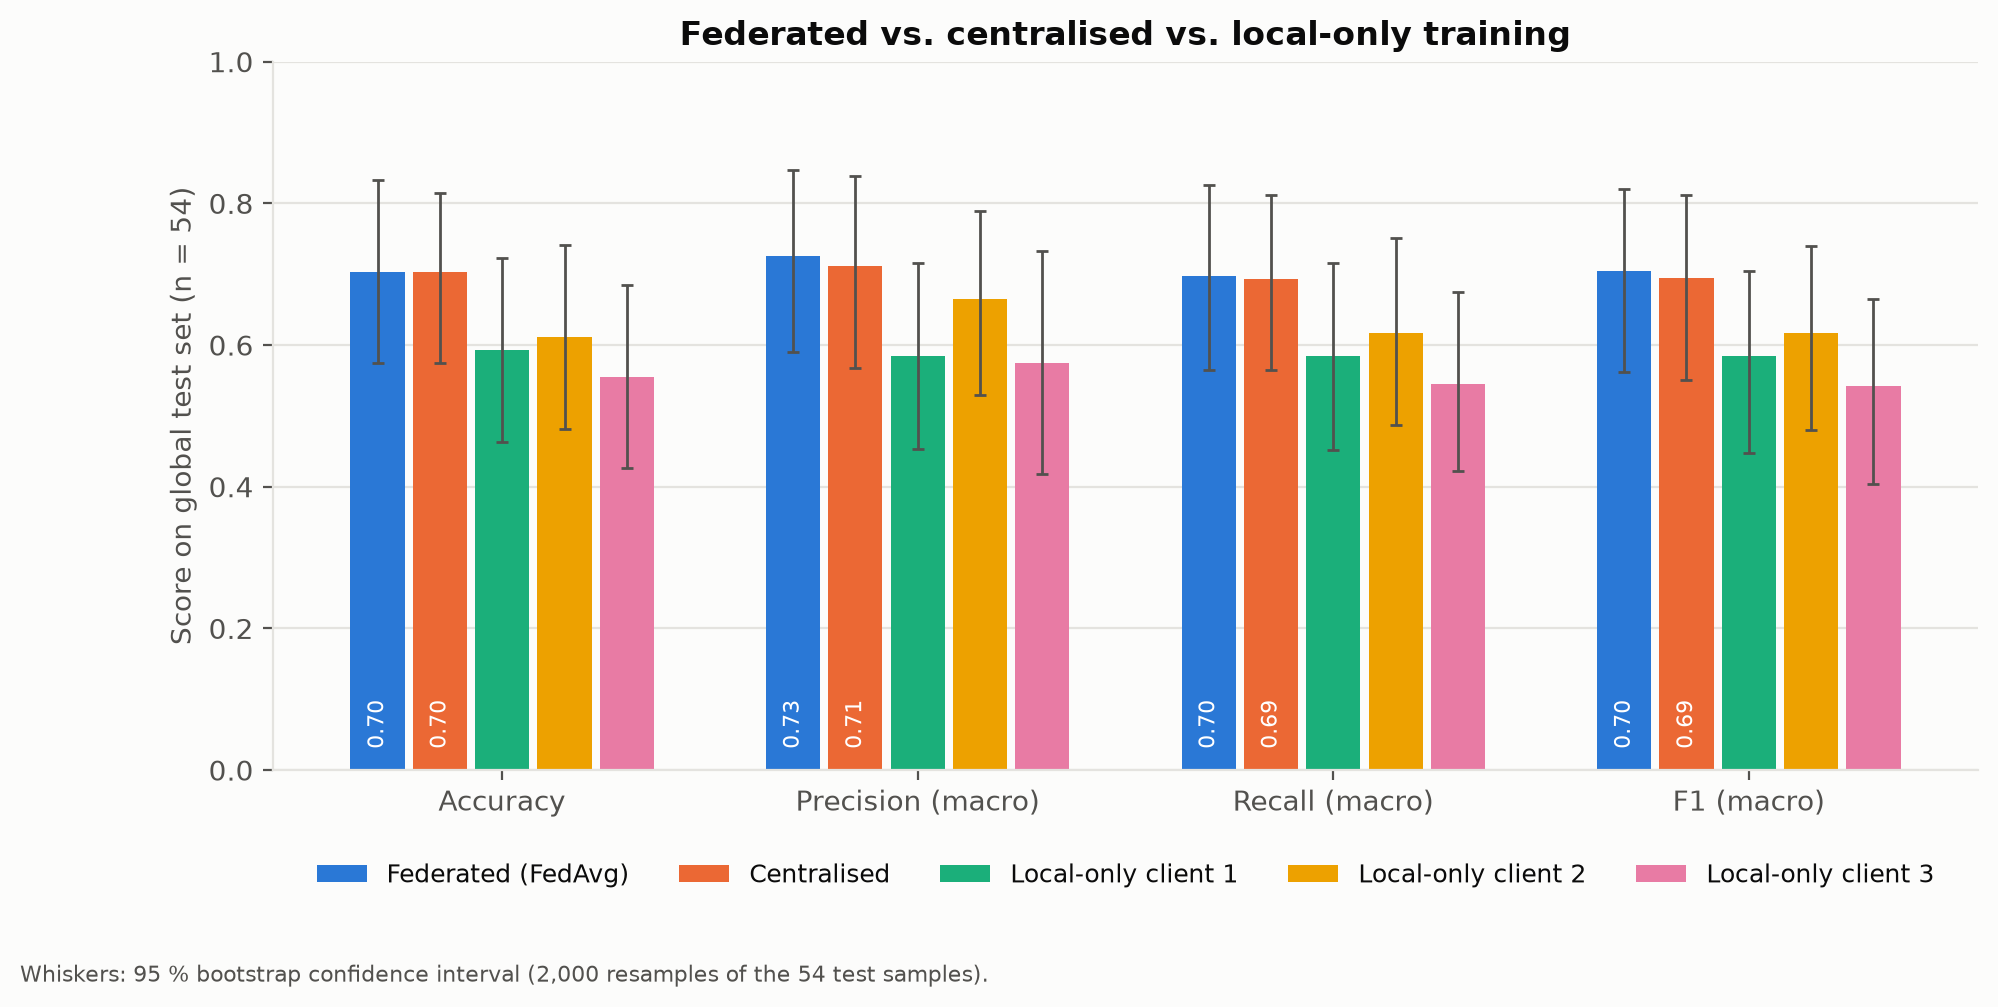 Federated vs. centralised vs. local-only training
Score on global test set (n = 54)
1.0
0.8
0.6
0.4
0.2
0.0
0.70
0.70
0.73
0.71
0.70
0.69
0.70
0.69
Accuracy
Precision (macro)
Recall (macro)
F1 (macro)
Federated (FedAvg)
Centralised
Local-only client 1
Local-only client 2
Local-only client 3
Whiskers: 95 % bootstrap confidence interval (2,000 resamples of the 54 test samples).